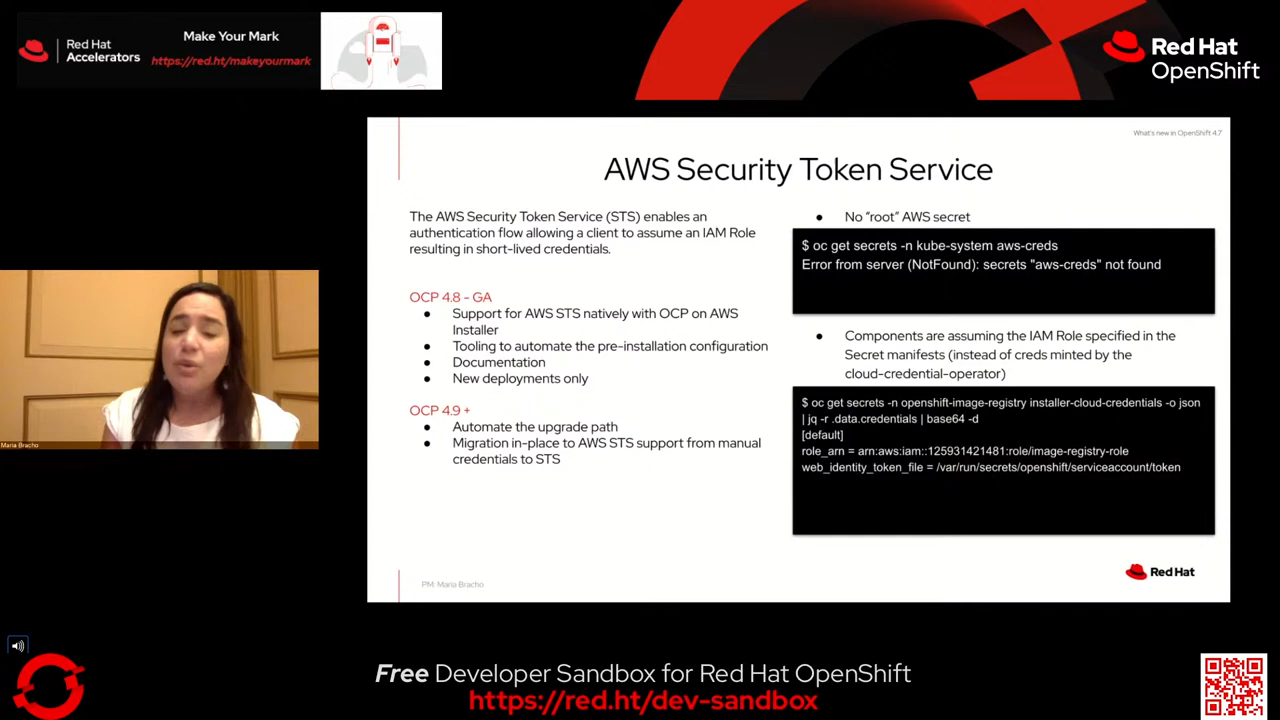 Red Hat
Accelerators
Make Your Mark
https://red.ht/makeyourmark
Red Hat
OpenShift
What's new in OpenShift 4.7
AWS Security Token Service
The AWS Security Token Service (STS) enables an
authentication flow allowing a client to assume an IAM Role
resulting in short-lived credentials.
OCP 4.8 - GA
● Support for AWS STS natively with OCP on AWS
Installer
● Tooling to automate the pre-installation configuration
● Documentation
● New deployments only
OCP 4.9 +
● Automate the upgrade path
● Migration in-place to AWS STS support from manual
credentials to STS
● No “root” AWS secret
$ oc get secrets -n kube-system aws-creds
Error from server (NotFound): secrets "aws-creds" not found
● Components are assuming the IAM Role specified in the
Secret manifests (instead of creds minted by the
cloud-credential-operator)
$ oc get secrets -n openshift-image-registry installer-cloud-credentials -o json
| jq -r .data.credentials | base64 -d
[default]
role_arn = arn:aws:iam::125931421481:role/image-registry-role
web_identity_token_file = /var/run/secrets/openshift/serviceaccount/token
PM: Maria Bracho
Red Hat
Maria Bracho
Free Developer Sandbox for Red Hat OpenShift
https://red.ht/dev-sandbox